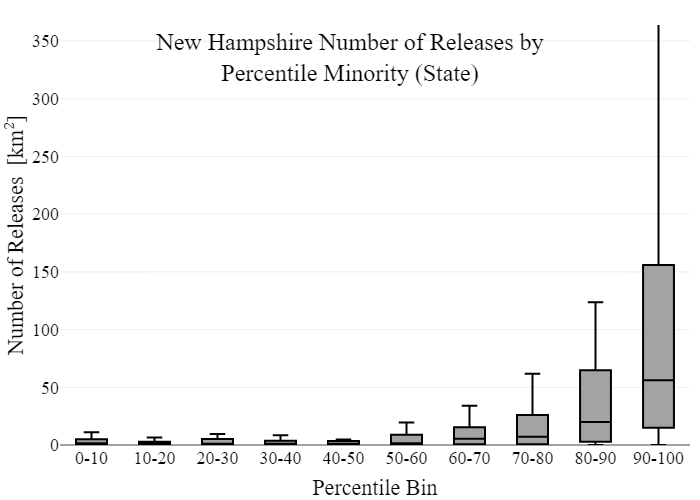 New Hampshire Number of Releases by
Percentile Minority (State)
Number of Releases [km²]
350
300
250
200
150
100
50
0
0-10 10-20 20-30 30-40 40-50 50-60 60-70 70-80 80-90 90-100
Percentile Bin